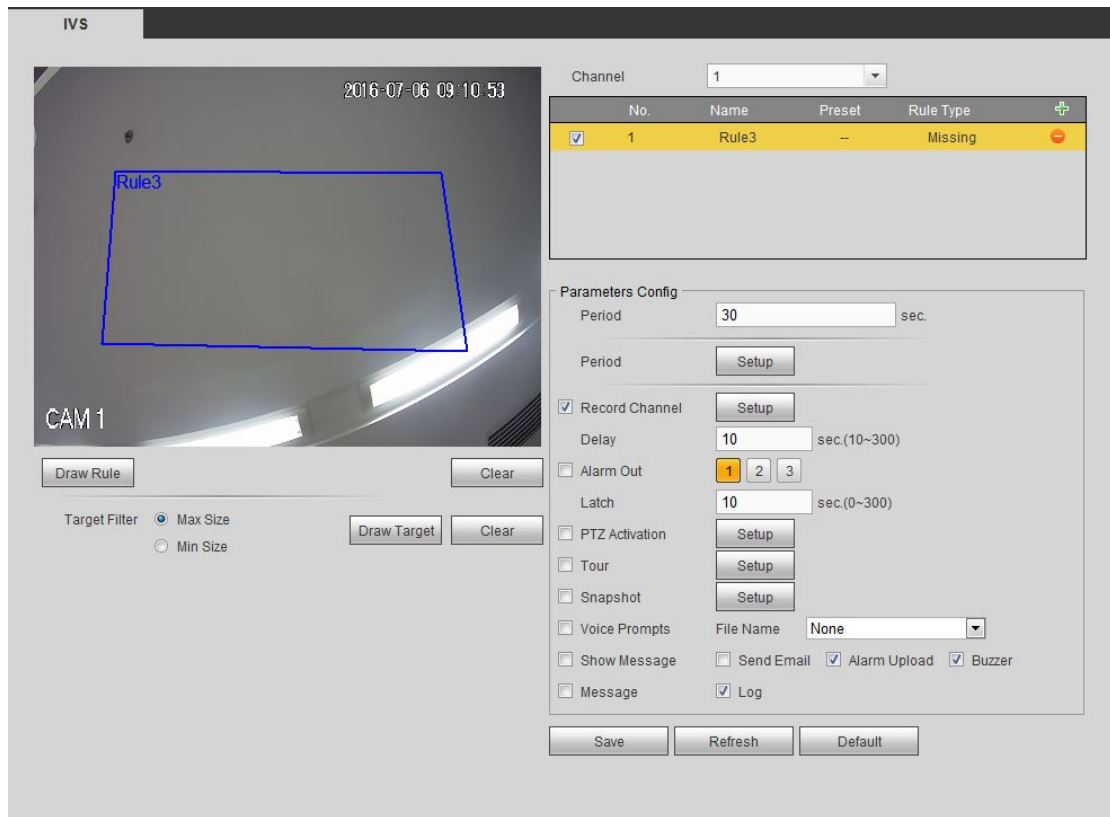 IVS
2016-07-06 09:10:53
Rule3
CAM 1
Draw Rule Clear
Target Filter Max Size Draw Target Clear
Min Size
Channel 1
No. Name Preset Rule Type
1 Rule3 -- Missing
Parameters Config
Period 30 sec.
Period Setup
Record Channel Setup
Delay 10 sec.(10~300)
Alarm Out 1 2 3
Latch 10 sec.(0~300)
PTZ Activation Setup
Tour Setup
Snapshot Setup
Voice Prompts File Name None
Show Message Send Email Alarm Upload Buzzer
Message Log
Save Refresh Default